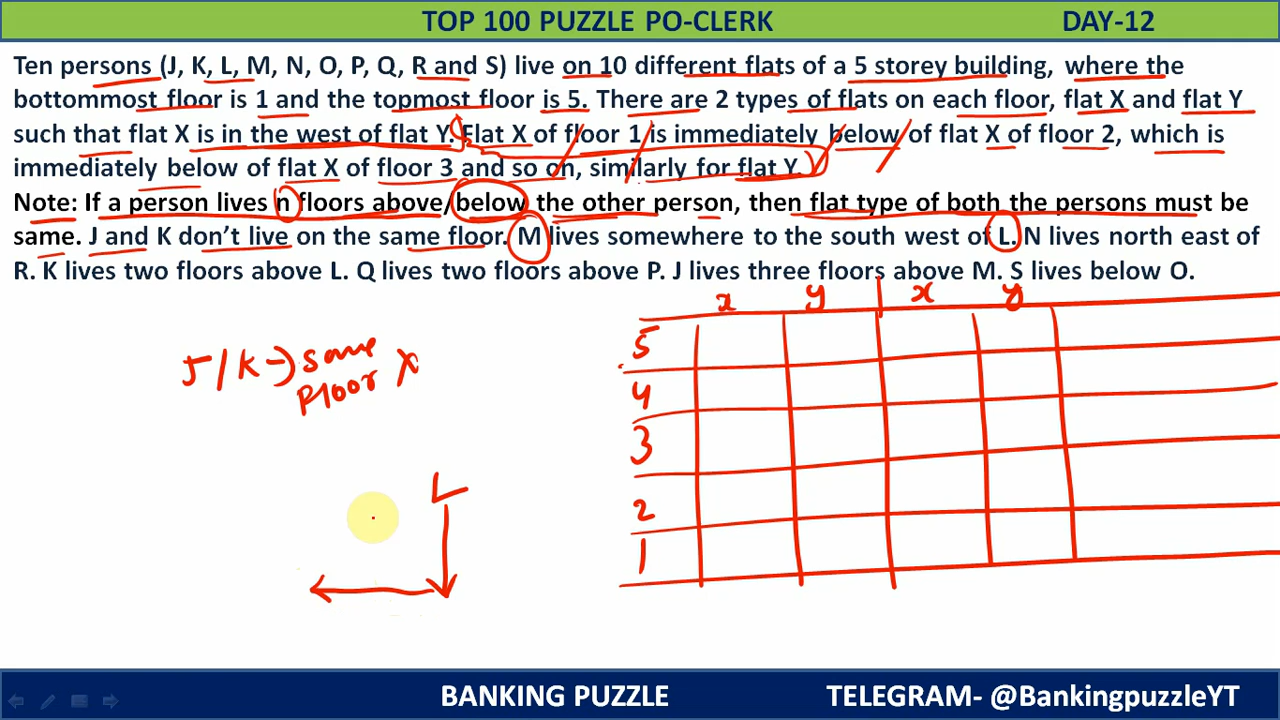 TOP 100 PUZZLE PO-CLERK DAY-12
Ten persons (J, K, L, M, N, O, P, Q, R and S) live on 10 different flats of a 5 storey building, where the
bottommost floor is 1 and the topmost floor is 5. There are 2 types of flats on each floor, flat X and flat Y
such that flat X is in the west of flat Y. Flat X of floor 1 is immediately below of flat X of floor 2, which is
immediately below of flat X of floor 3 and so on, similarly for flat Y.
Note: If a person lives n floors above/below the other person, then flat type of both the persons must be
same. J and K don't live on the same floor. M lives somewhere to the south west of L. N lives north east of
R. K lives two floors above L. Q lives two floors above P. J lives three floors above M. S lives below O.
x y x y
5
J/K→ same
floor X
4
3
L
2
1
BANKING PUZZLE TELEGRAM- @BankingpuzzleYT